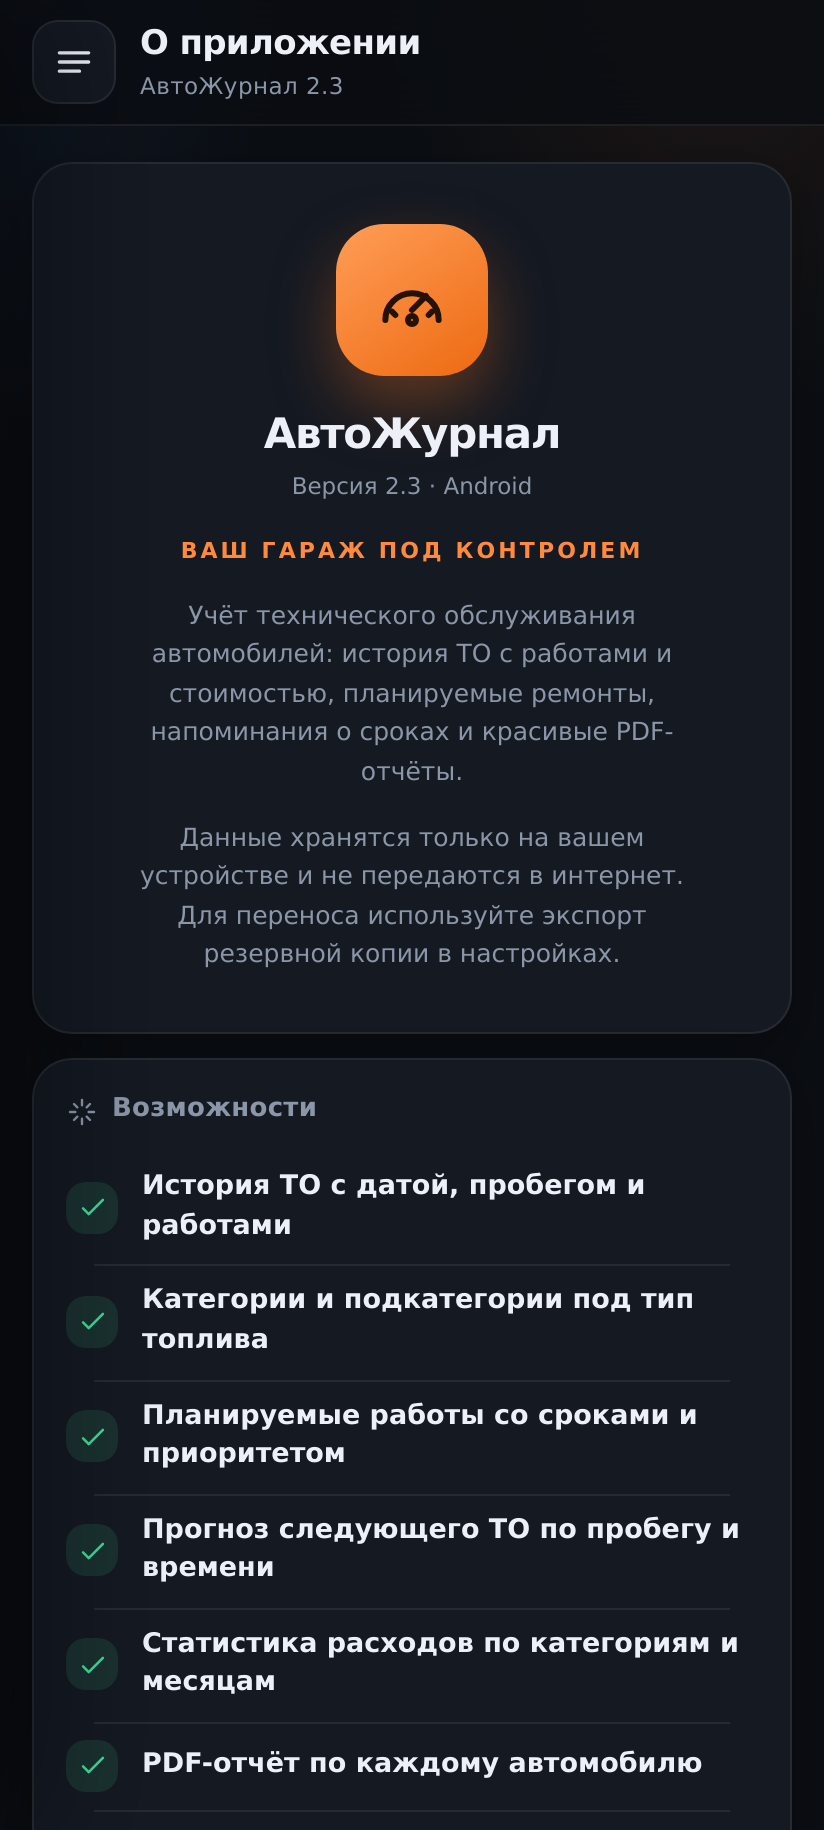 О приложении
АвтоЖурнал 2.3
АвтоЖурнал
Версия 2.3 · Android
ВАШ ГАРАЖ ПОД КОНТРОЛЕМ
Учёт технического обслуживания
автомобилей: история ТО с работами и
стоимостью, планируемые ремонты,
напоминания о сроках и красивые PDF-
отчёты.
Данные хранятся только на вашем
устройстве и не передаются в интернет.
Для переноса используйте экспорт
резервной копии в настройках.
Возможности
История ТО с датой, пробегом и
работами
Категории и подкатегории под тип
топлива
Планируемые работы со сроками и
приоритетом
Прогноз следующего ТО по пробегу и
времени
Статистика расходов по категориям и
месяцам
PDF-отчёт по каждому автомобилю